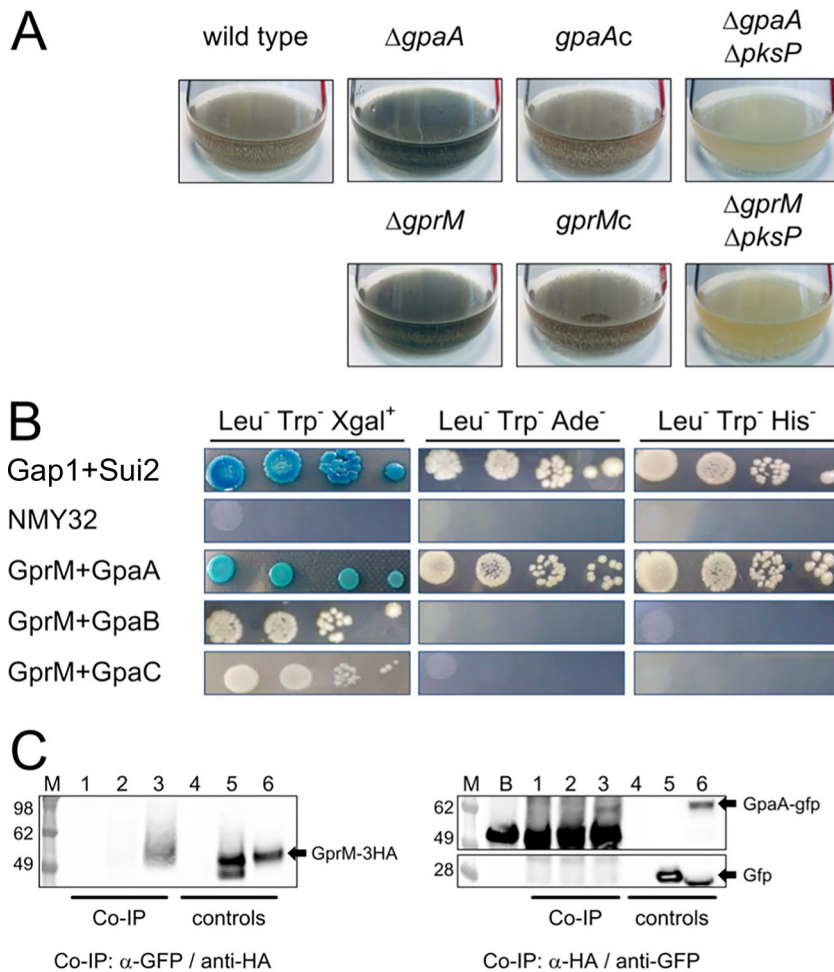 A
wild type
ΔgpaA
gpaAc
ΔgpaA
ΔpksP
ΔgprM
gprMc
ΔgprM
ΔpksP
B
Leu⁻ Trp⁻ Xgal⁺
Leu⁻ Trp⁻ Ade⁻
Leu⁻ Trp⁻ His⁻
Gap1+Sui2
NMY32
GprM+GpaA
GprM+GpaB
GprM+GpaC
C
M 1 2 3 4 5 6
98
62
49
GprM-3HA
Co-IP controls
Co-IP: α-GFP / anti-HA
M B 1 2 3 4 5 6
62
49
28
GpaA-gfp
Gfp
Co-IP controls
Co-IP: α-HA / anti-GFP